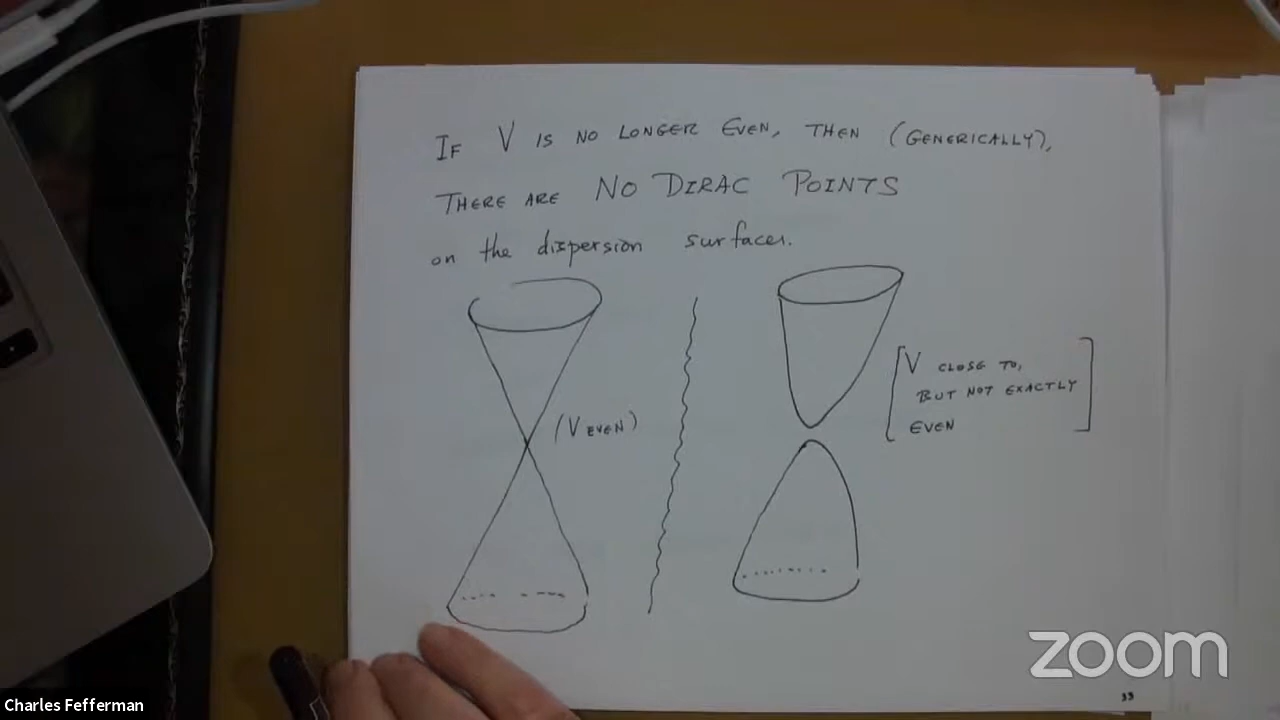 IF V IS NO LONGER EVEN, THEN (GENERICALLY),
THERE ARE NO DIRAC POINTS
on the dispersion surfaces.
(V EVEN)
[V CLOSE TO,
BUT NOT EXACTLY
EVEN]
zoom
33
Charles Fefferman